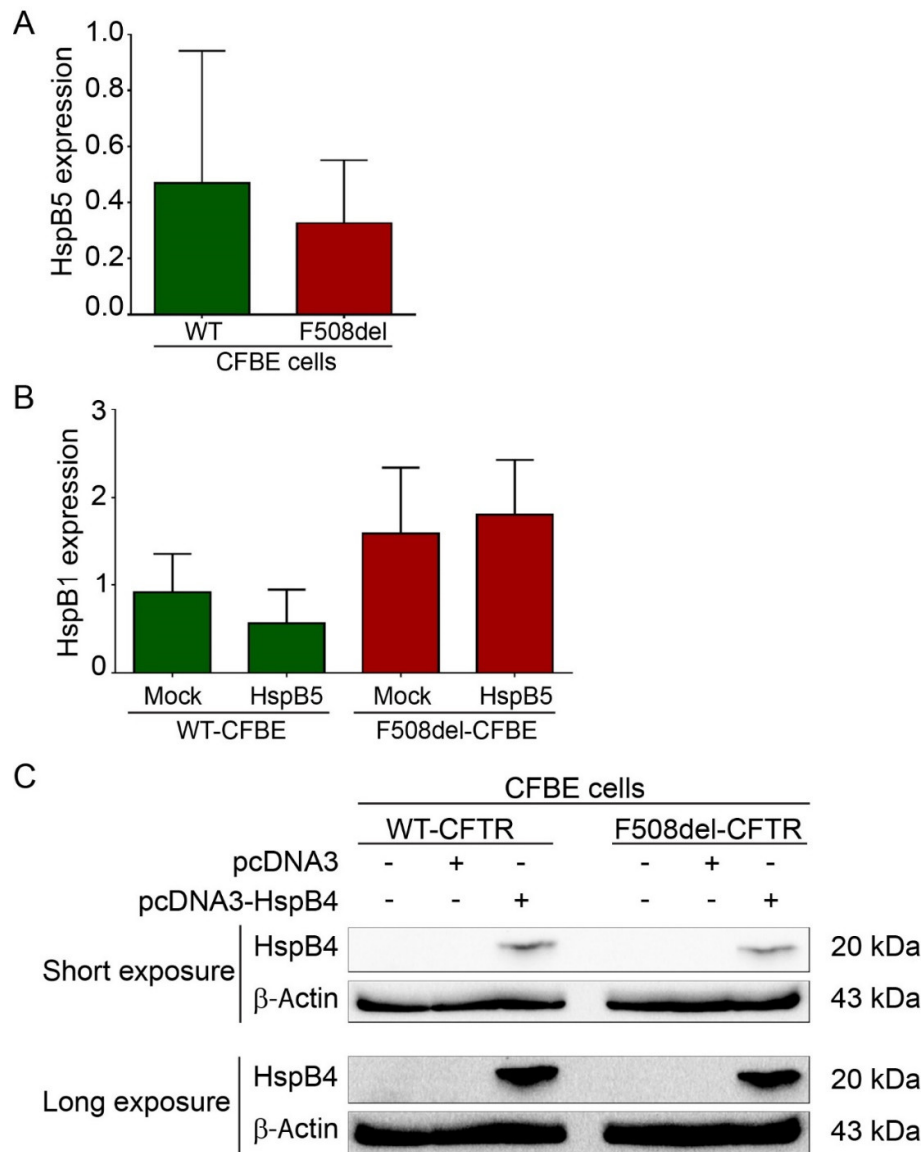 A
HspB5 expression
1.0
0.8
0.6
0.4
0.2
0.0
WT F508del
CFBE cells
B
HspB1 expression
3
2
1
0
Mock HspB5 Mock HspB5
WT-CFBE F508del-CFBE
C
CFBE cells
WT-CFTR F508del-CFTR
pcDNA3 - + - - + -
pcDNA3-HspB4 - - + - - +
Short exposure
HspB4 20 kDa
β-Actin 43 kDa
Long exposure
HspB4 20 kDa
β-Actin 43 kDa